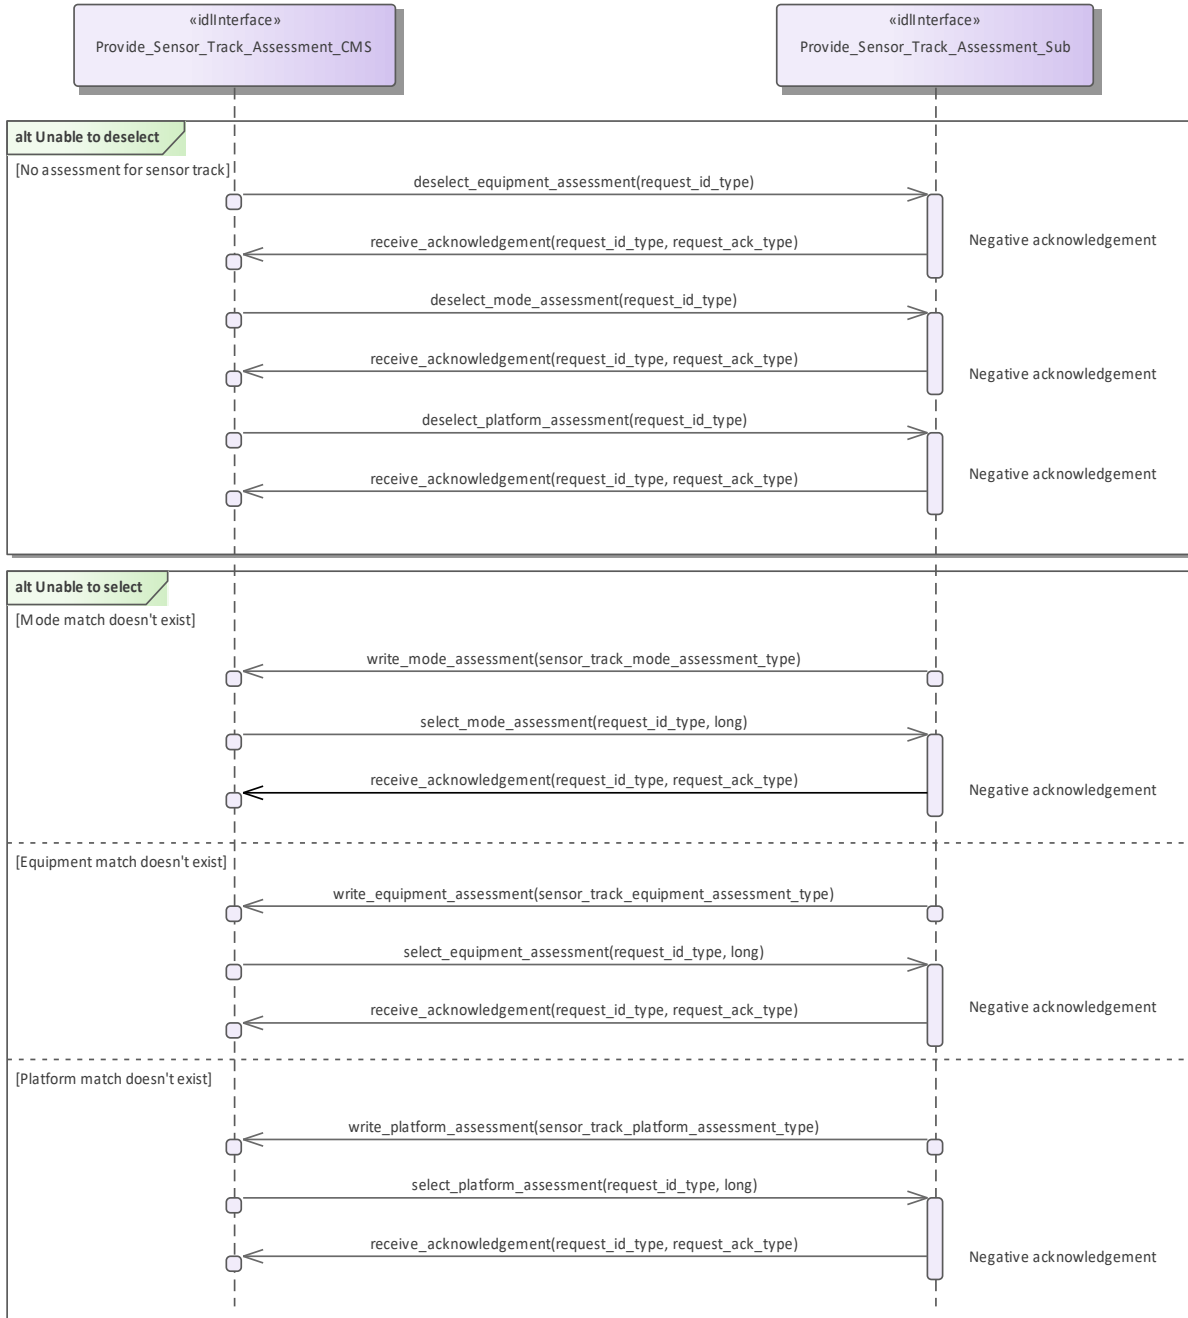 «idlInterface»
Provide_Sensor_Track_Assessment_CMS
«idlInterface»
Provide_Sensor_Track_Assessment_Sub
alt Unable to deselect
[No assessment for sensor track]
deselect_equipment_assessment(request_id_type)
receive_acknowledgement(request_id_type, request_ack_type)
Negative acknowledgement
deselect_mode_assessment(request_id_type)
receive_acknowledgement(request_id_type, request_ack_type)
Negative acknowledgement
deselect_platform_assessment(request_id_type)
receive_acknowledgement(request_id_type, request_ack_type)
Negative acknowledgement
alt Unable to select
[Mode match doesn't exist]
write_mode_assessment(sensor_track_mode_assessment_type)
select_mode_assessment(request_id_type, long)
receive_acknowledgement(request_id_type, request_ack_type)
Negative acknowledgement
[Equipment match doesn't exist]
write_equipment_assessment(sensor_track_equipment_assessment_type)
select_equipment_assessment(request_id_type, long)
receive_acknowledgement(request_id_type, request_ack_type)
Negative acknowledgement
[Platform match doesn't exist]
write_platform_assessment(sensor_track_platform_assessment_type)
select_platform_assessment(request_id_type, long)
receive_acknowledgement(request_id_type, request_ack_type)
Negative acknowledgement